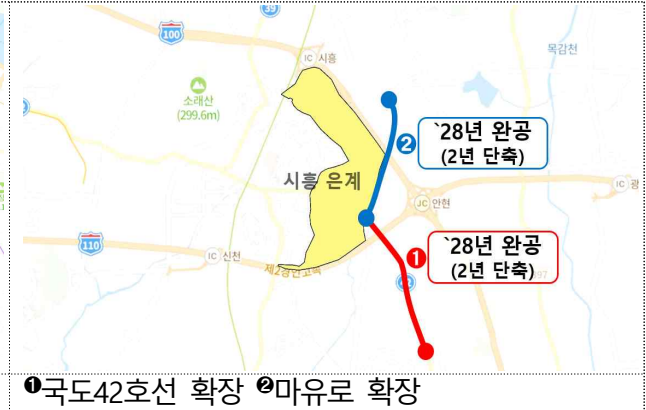 39
100
IC 시흥
목감천
소래산
(299.6m)
❷
`28년 완공
(2년 단축)
시흥 은계
IC 광
JC 안현
110
IC 신천
제2경인고속
❶
`28년 완공
(2년 단축)
❶국도42호선 확장 ❷마유로 확장